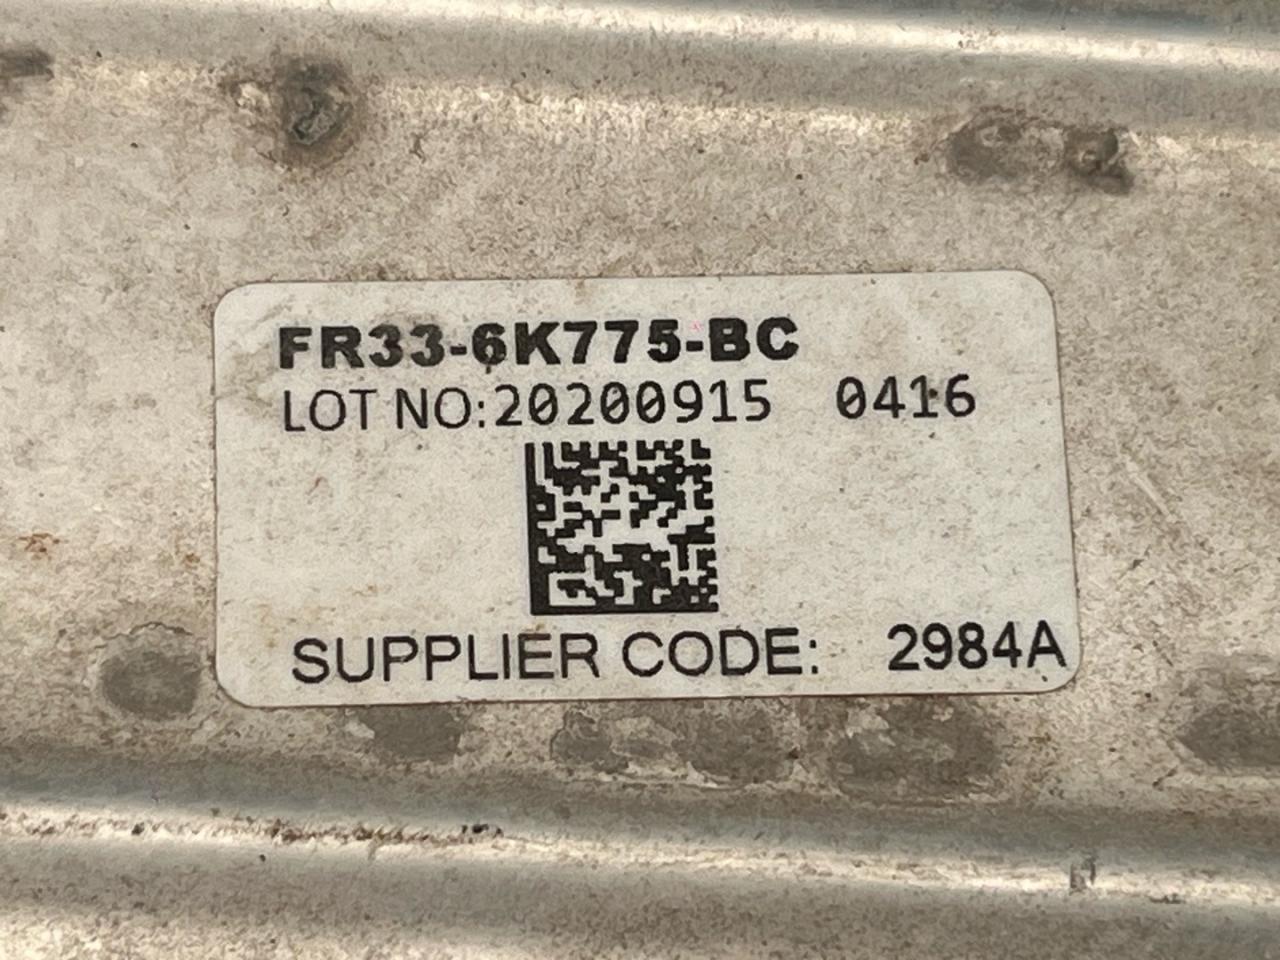 FR33-6K775-BC
LOT NO:20200915 0416
SUPPLIER CODE: 2984A